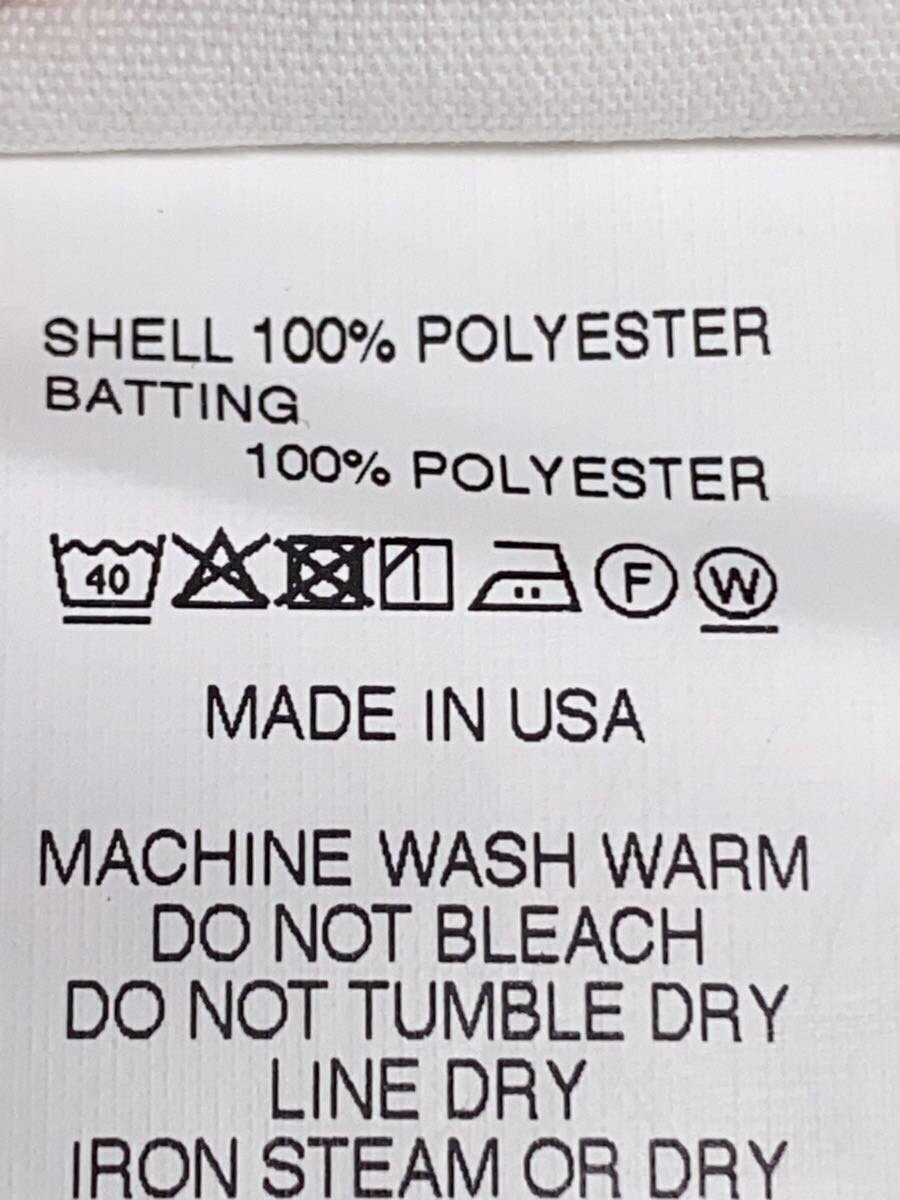 SHELL 100% POLYESTER
BATTING
100% POLYESTER
40 F W
MADE IN USA
MACHINE WASH WARM
DO NOT BLEACH
DO NOT TUMBLE DRY
LINE DRY
IRON STEAM OR DRY